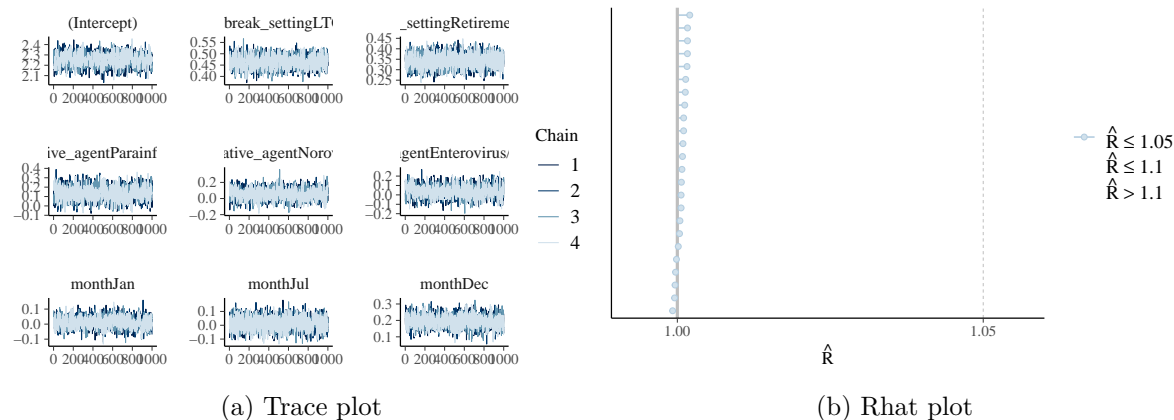 (Intercept)
break_settingLT
_settingRetireme
2.4
2.3
2.2
2.1
0.55
0.50
0.45
0.40
0.45
0.40
0.35
0.30
0.25
0 200400600800 1000
0 200400600800 1000
0 200400600800 1000
ive_agentParainf
ative_agentNoro
gentEnterovirus/
0.4
0.3
0.2
0.1
0.0
−0.1
0.2
0.0
−0.2
0.2
0.1
0.0
−0.1
−0.2
0 200400600800 1000
0 200400600800 1000
0 200400600800 1000
monthJan
monthJul
monthDec
0.1
0.0
−0.1
0.1
0.0
−0.1
0.3
0.2
0.1
0 200400600800 1000
0 200400600800 1000
0 200400600800 1000
Chain
1
2
3
4
(a) Trace plot
R̂ ≤ 1.05
R̂ ≤ 1.1
R̂ > 1.1
1.00
1.05
R̂
(b) Rhat plot